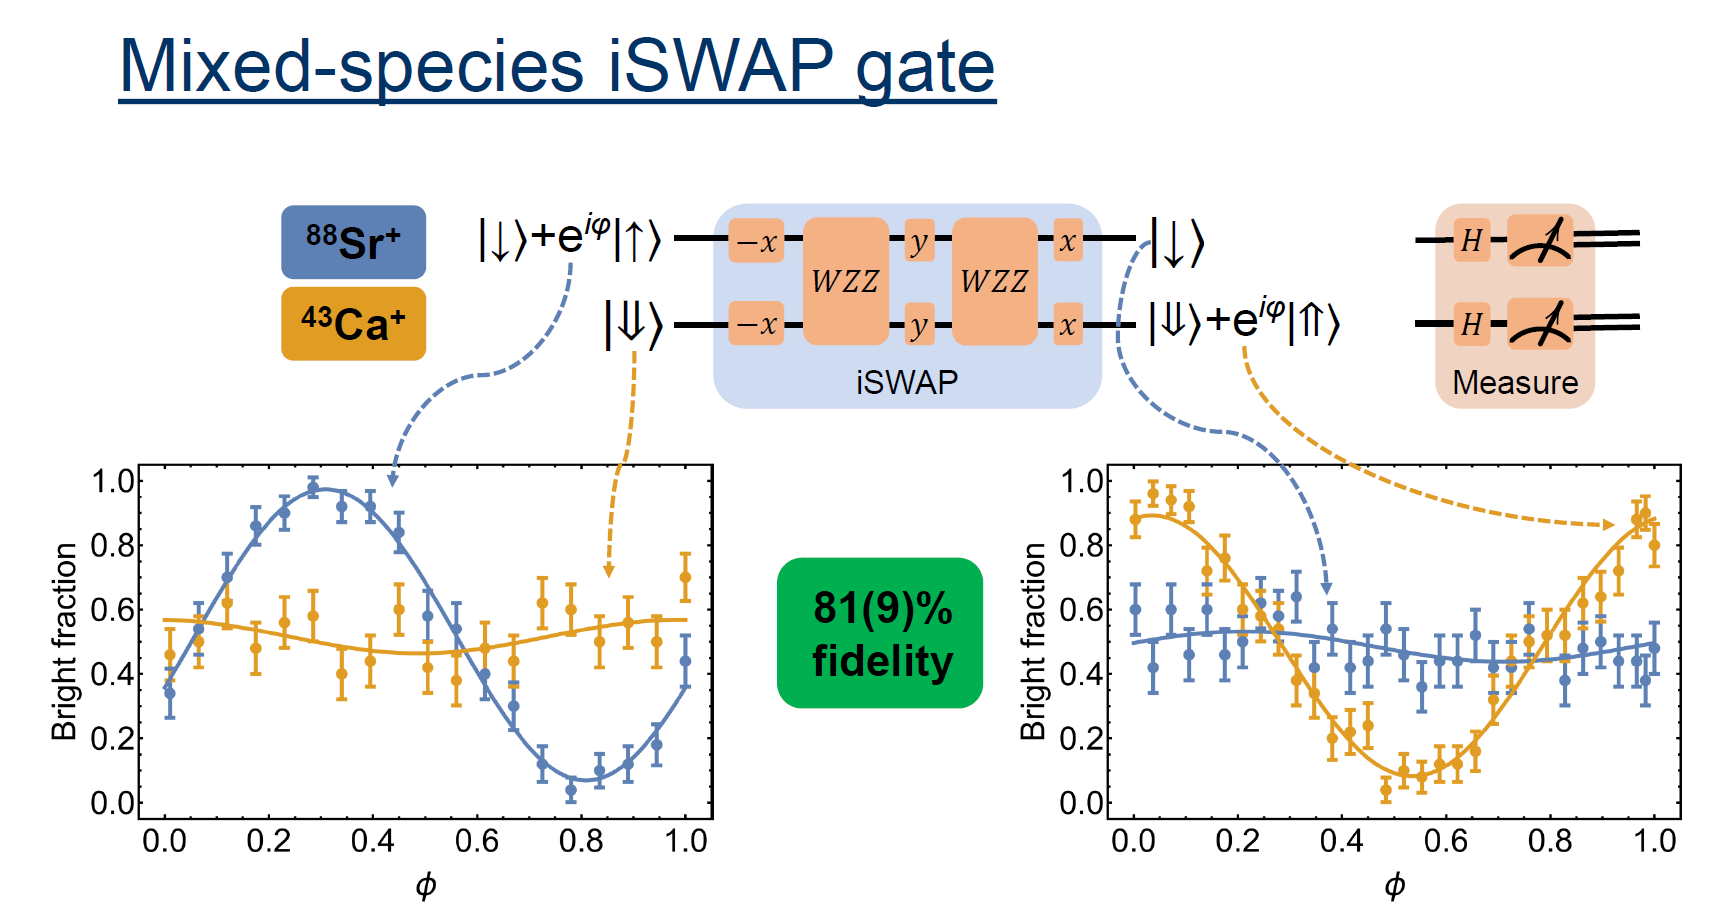 Mixed-species iSWAP gate
⁸⁸Sr⁺
|↓⟩+eⁱᵠ|↑⟩
−x
WZZ
y
WZZ
x
|↓⟩
H
⁴³Ca⁺
|⇓⟩
−x
y
x
|⇓⟩+eⁱᵠ|⇑⟩
H
iSWAP
Measure
Bright fraction
1.0
0.8
0.6
0.4
0.2
0.0
0.0 0.2 0.4 0.6 0.8 1.0
ϕ
81(9)%
fidelity
Bright fraction
1.0
0.8
0.6
0.4
0.2
0.0
0.0 0.2 0.4 0.6 0.8 1.0
ϕ